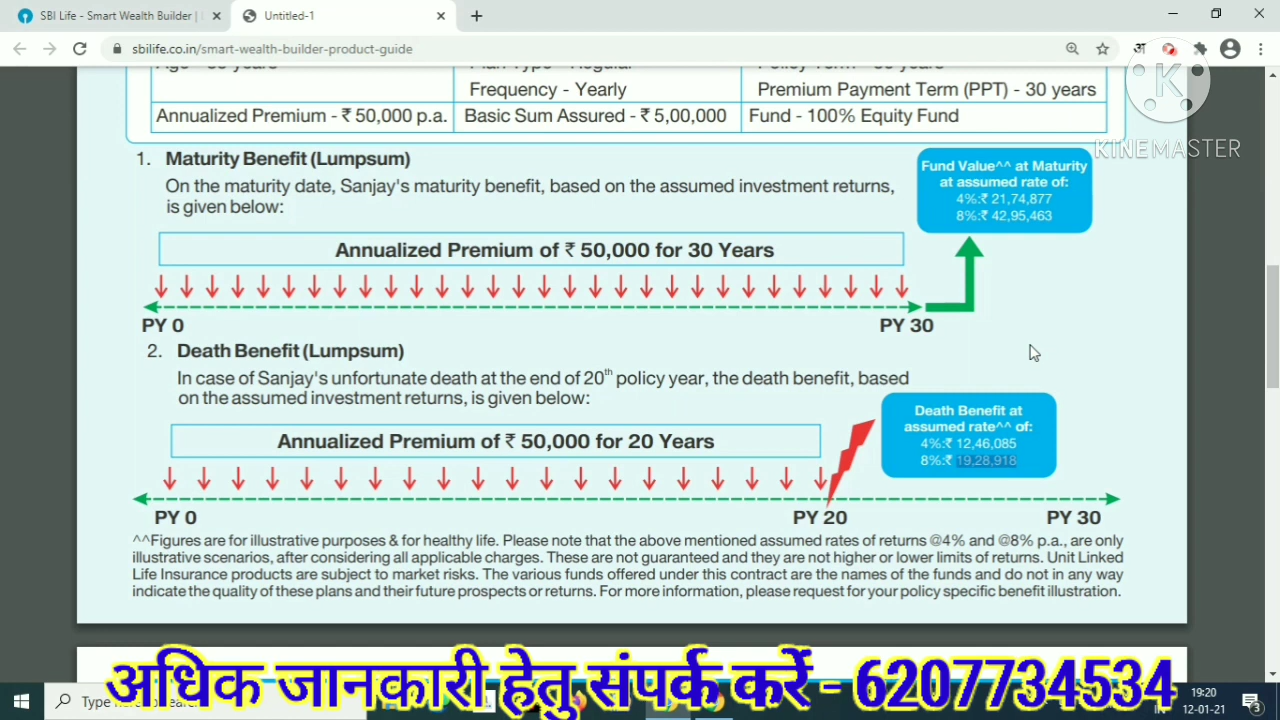 SBI Life - Smart Wealth Builder |
Untitled-1
sbilife.co.in/smart-wealth-builder-product-guide
Frequency - Yearly
Premium Payment Term (PPT) - 30 years
Annualized Premium - ₹ 50,000 p.a.
Basic Sum Assured - ₹ 5,00,000
Fund - 100% Equity Fund
K
KINEMASTER
1. Maturity Benefit (Lumpsum)
On the maturity date, Sanjay's maturity benefit, based on the assumed investment returns,
is given below:
Fund Value^^ at Maturity
at assumed rate of:
4%:₹ 21,74,877
8%:₹ 42,95,463
Annualized Premium of ₹ 50,000 for 30 Years
PY 0
PY 30
2. Death Benefit (Lumpsum)
In case of Sanjay's unfortunate death at the end of 20th policy year, the death benefit, based
on the assumed investment returns, is given below:
Death Benefit at
assumed rate^^ of:
4%:₹ 12,46,085
8%:₹ 19,28,918
Annualized Premium of ₹ 50,000 for 20 Years
PY 0
PY 20
PY 30
^^Figures are for illustrative purposes & for healthy life. Please note that the above mentioned assumed rates of returns @4% and @8% p.a., are only
illustrative scenarios, after considering all applicable charges. These are not guaranteed and they are not higher or lower limits of returns. Unit Linked
Life Insurance products are subject to market risks. The various funds offered under this contract are the names of the funds and do not in any way
indicate the quality of these plans and their future prospects or returns. For more information, please request for your policy specific benefit illustration.
अधिक जानकारी हेतु संपर्क करें - 6207734534
Type
19:20
12-01-21
3